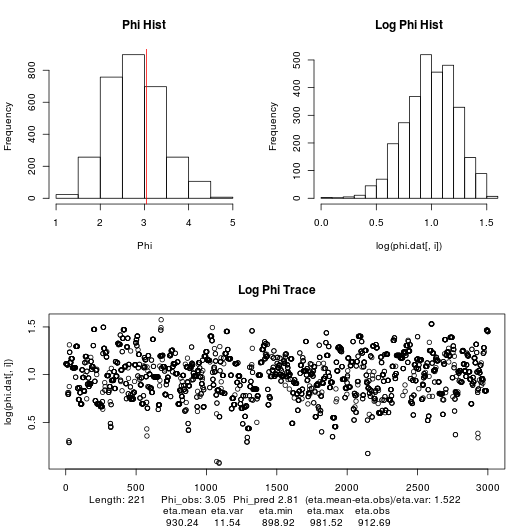 Phi Hist
Log Phi Hist
Frequency
0 200 400 600 800
1 2 3 4 5
Phi
Frequency
0 100 200 300 400 500
0.0 0.5 1.0 1.5
log(phi.dat[, i])
Log Phi Trace
log(phi.dat[, i])
0.5 1.0 1.5
0 500 1000 1500 2000 2500 3000
Length: 221 Phi_obs: 3.05 Phi_pred 2.81 (eta.mean-eta.obs)/eta.var: 1.522
eta.mean eta.var eta.min eta.max eta.obs
930.24 11.54 898.92 981.52 912.69